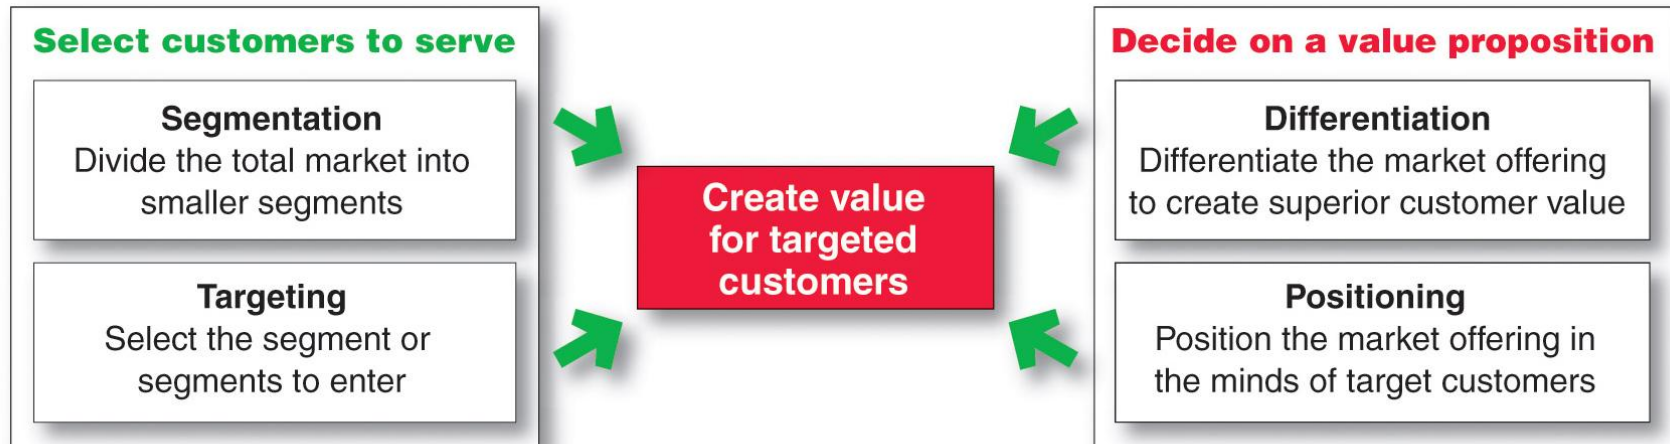 Select customers to serve
Segmentation
Divide the total market into
smaller segments
Targeting
Select the segment or
segments to enter
Create value
for targeted
customers
Decide on a value proposition
Differentiation
Differentiate the market offering
to create superior customer value
Positioning
Position the market offering in
the minds of target customers